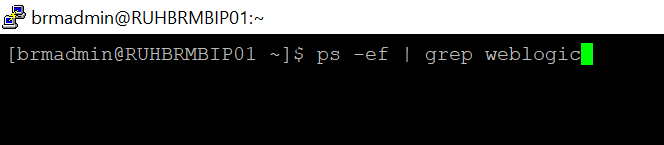 brmadmin@RUHBRMBIP01:~
[brmadmin@RUHBRMBIP01 ~]$ ps -ef | grep weblogic